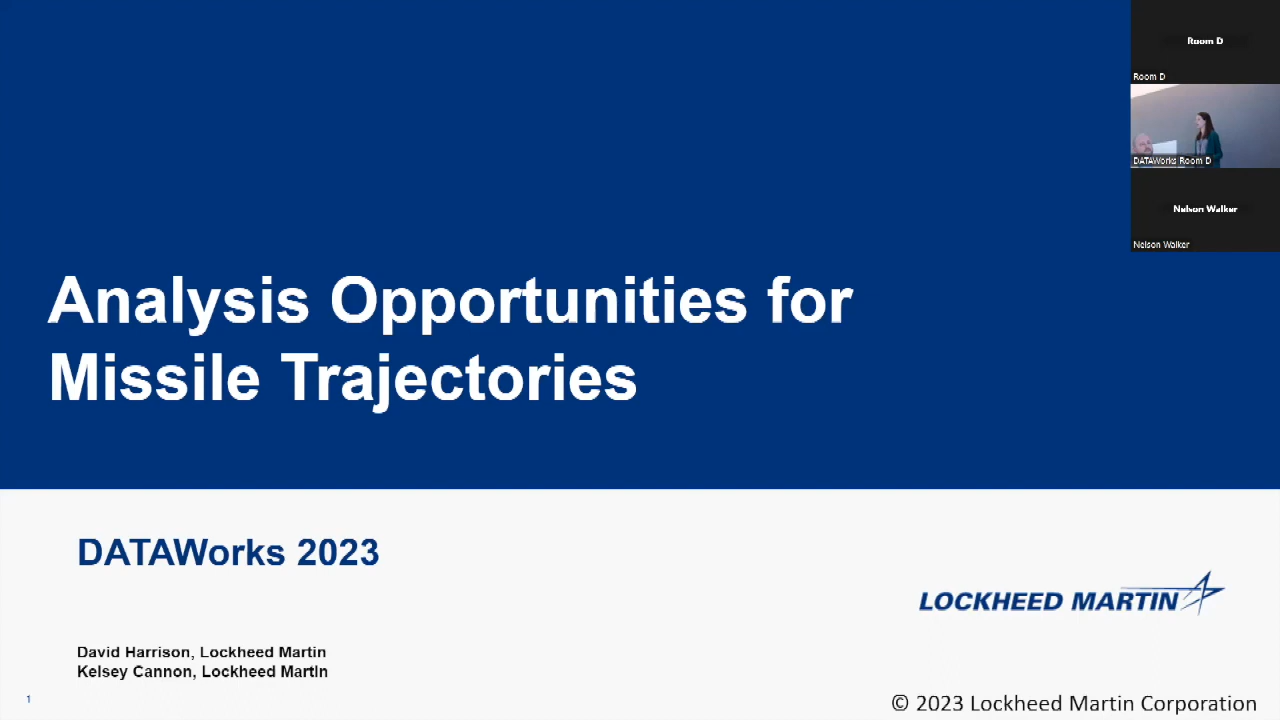 Room D
Room D
DATAWorks Room D
Nelson Walker
Nelson Walker
Analysis Opportunities for
Missile Trajectories
DATAWorks 2023
LOCKHEED MARTIN
David Harrison, Lockheed Martin
Kelsey Cannon, Lockheed Martin
1
© 2023 Lockheed Martin Corporation